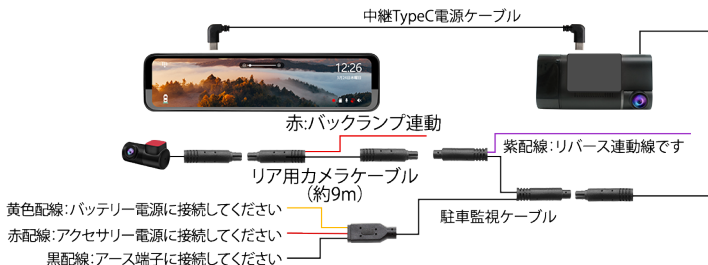 中継TypeC電源ケーブル
12:26
赤:バックランプ連動
紫配線:リバース連動線です
リア用カメラケーブル
(約9m)
駐車監視ケーブル
黄色配線:バッテリー電源に接続してください
赤配線:アクセサリー電源に接続してください
黒配線:アース端子に接続してください